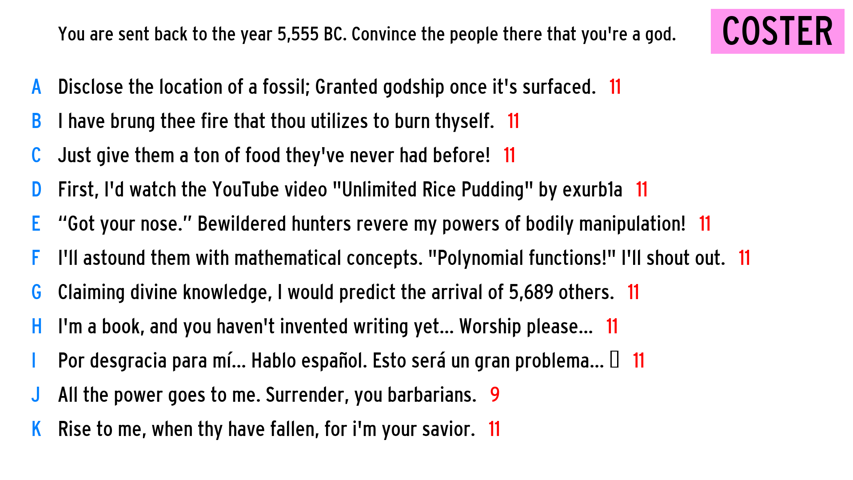 You are sent back to the year 5,555 BC. Convince the people there that you're a god.
COSTER
A Disclose the location of a fossil; Granted godship once it's surfaced. 11
B I have brung thee fire that thou utilizes to burn thyself. 11
C Just give them a ton of food they've never had before! 11
D First, I'd watch the YouTube video "Unlimited Rice Pudding" by exurb1a 11
E “Got your nose.” Bewildered hunters revere my powers of bodily manipulation! 11
F I'll astound them with mathematical concepts. "Polynomial functions!" I'll shout out. 11
G Claiming divine knowledge, I would predict the arrival of 5,689 others. 11
H I'm a book, and you haven't invented writing yet... Worship please... 11
I Por desgracia para mí... Hablo español. Esto será un gran problema... 11
J All the power goes to me. Surrender, you barbarians. 9
K Rise to me, when thy have fallen, for i'm your savior. 11